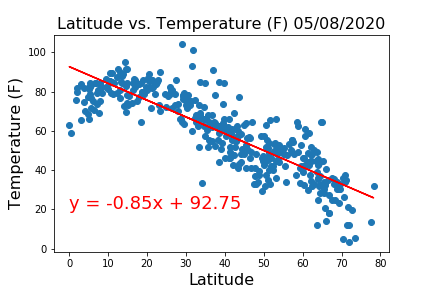 Latitude vs. Temperature (F) 05/08/2020
Temperature (F)
100
80
60
40
20
0
y = -0.85x + 92.75
0 10 20 30 40 50 60 70 80
Latitude